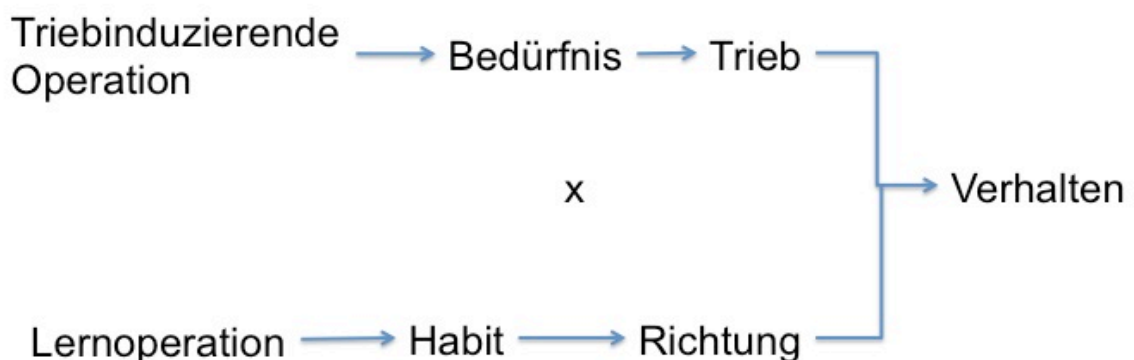 Triebinduzierende
Operation
Bedürfnis
Trieb
x
Verhalten
Lernoperation
Habit
Richtung